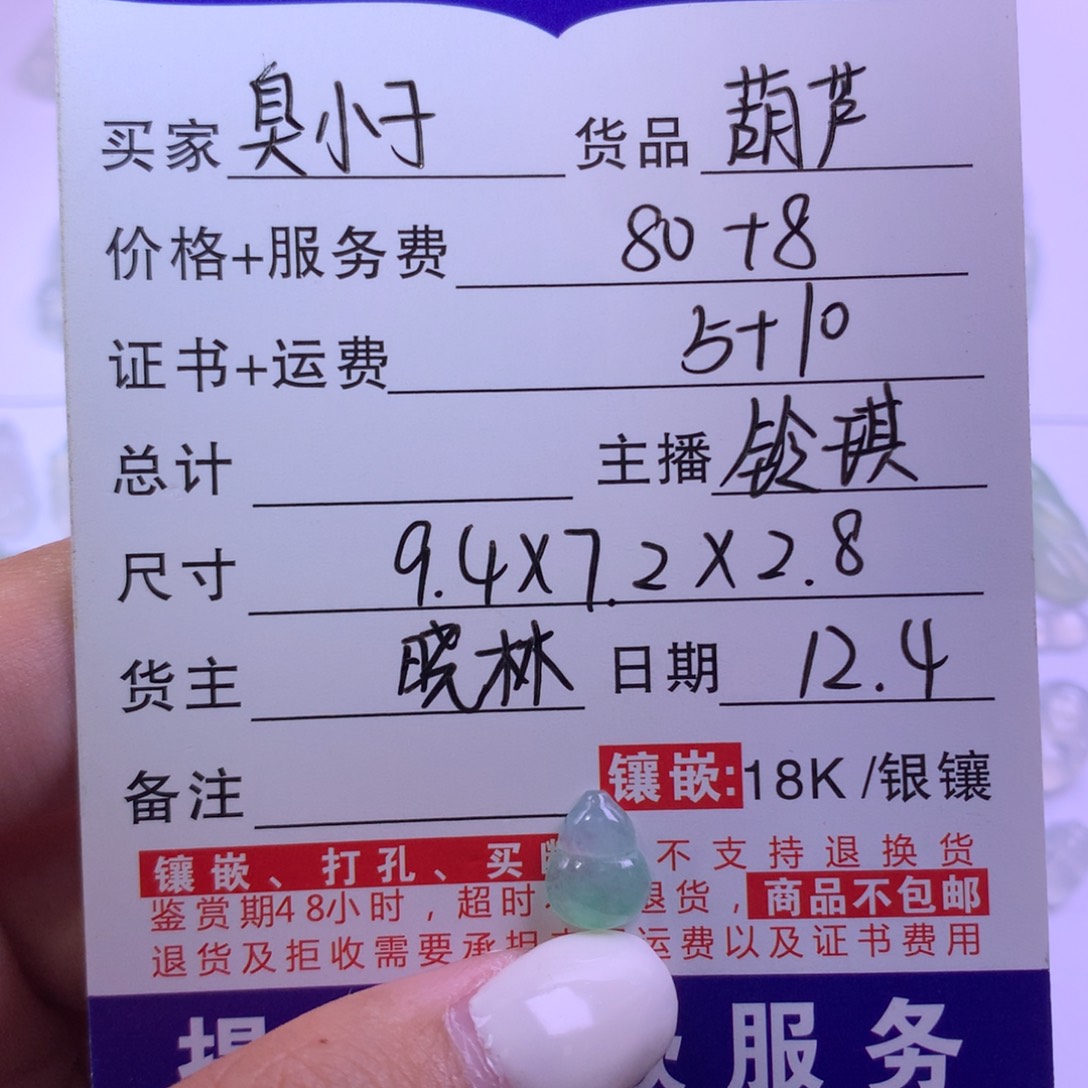 买家 臭小子 货品 葫芦
价格+服务费 80+8
证书+运费 5+10
总计 主播 铃琪
尺寸 9.4X7.2X2.8
货主 晓林 日期 12.4
备注 镶嵌:18K/银镶
镶嵌、打孔、买 不支持退换货
鉴赏期48小时，超时 退货，商品不包邮
退货及拒收需要承担 运费以及证书费用
服务